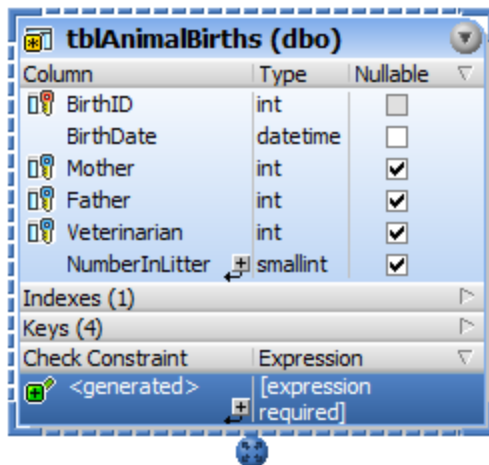 tblAnimalBirths (dbo)
Column Type Nullable
BirthID int
BirthDate datetime
Mother int
Father int
Veterinarian int
NumberInLitter smallint
Indexes (1)
Keys (4)
Check Constraint Expression
<generated> [expression
required]